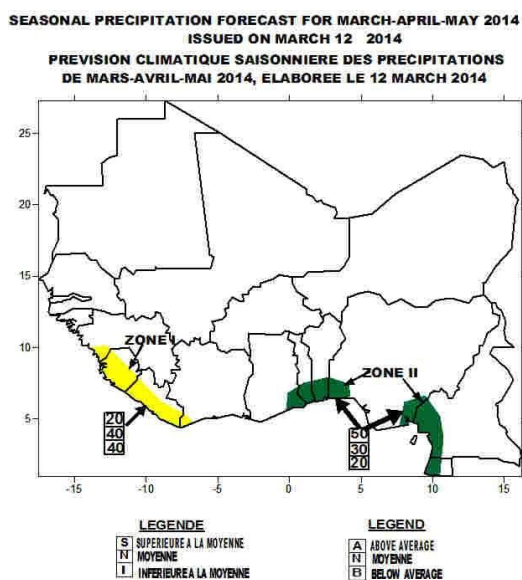 SEASONAL PRECIPITATION FORECAST FOR MARCH-APRIL-MAY 2014
ISSUED ON MARCH 12 2014
PREVISION CLIMATIQUE SAISONNIERE DES PRECIPITATIONS
DE MARS-AVRIL-MAI 2014, ELABOREE LE 12 MARCH 2014
25
20
15
10
5
ZONE I
ZONE II
20
40
40
50
30
20
-15
-10
-5
0
5
10
15
LEGENDE
S SUPERIEURE A LA MOYENNE
N MOYENNE
I INFERIEURE A LA MOYENNE
LEGEND
A ABOVE AVERAGE
N MOYENNE
B BELOW AVERAGE